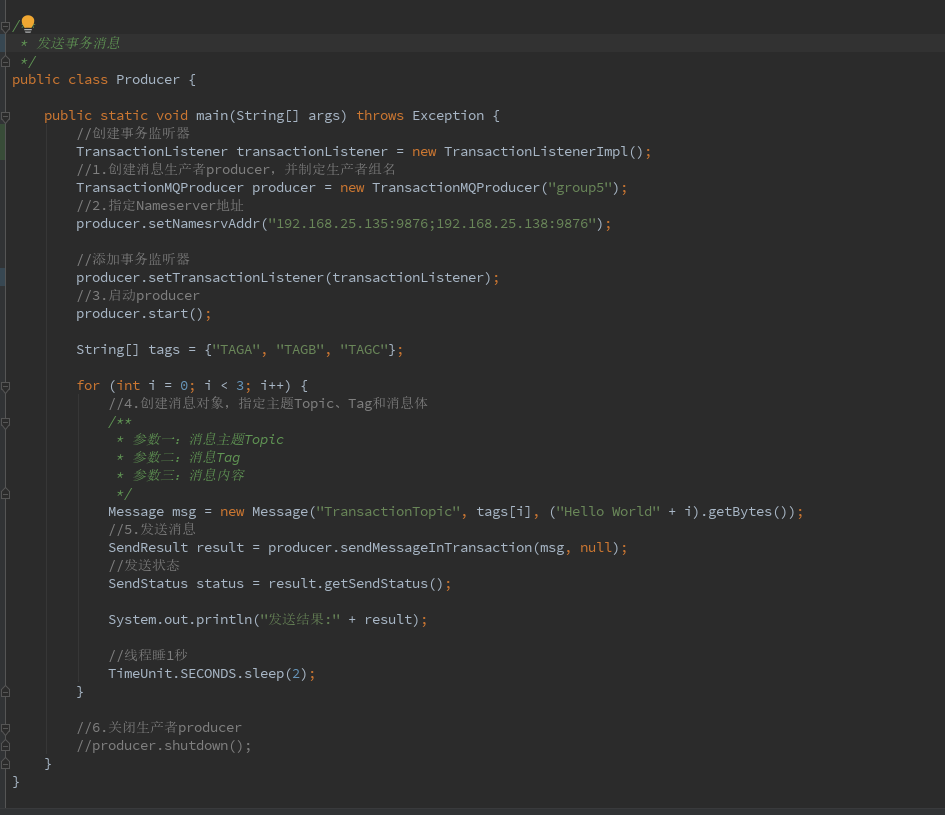 /
* 发送事务消息
*/
public class Producer {
public static void main(String[] args) throws Exception {
//创建事务监听器
TransactionListener transactionListener = new TransactionListenerImpl();
//1.创建消息生产者producer，并制定生产者组名
TransactionMQProducer producer = new TransactionMQProducer("group5");
//2.指定Nameserver地址
producer.setNamesrvAddr("192.168.25.135:9876;192.168.25.138:9876");
//添加事务监听器
producer.setTransactionListener(transactionListener);
//3.启动producer
producer.start();
String[] tags = {"TAGA", "TAGB", "TAGC"};
for (int i = 0; i < 3; i++) {
//4.创建消息对象，指定主题Topic、Tag和消息体
/**
* 参数一：消息主题Topic
* 参数二：消息Tag
* 参数三：消息内容
*/
Message msg = new Message("TransactionTopic", tags[i], ("Hello World" + i).getBytes());
//5.发送消息
SendResult result = producer.sendMessageInTransaction(msg, null);
//发送状态
SendStatus status = result.getSendStatus();
System.out.println("发送结果:" + result);
//线程睡1秒
TimeUnit.SECONDS.sleep(2);
}
//6.关闭生产者producer
//producer.shutdown();
}
}